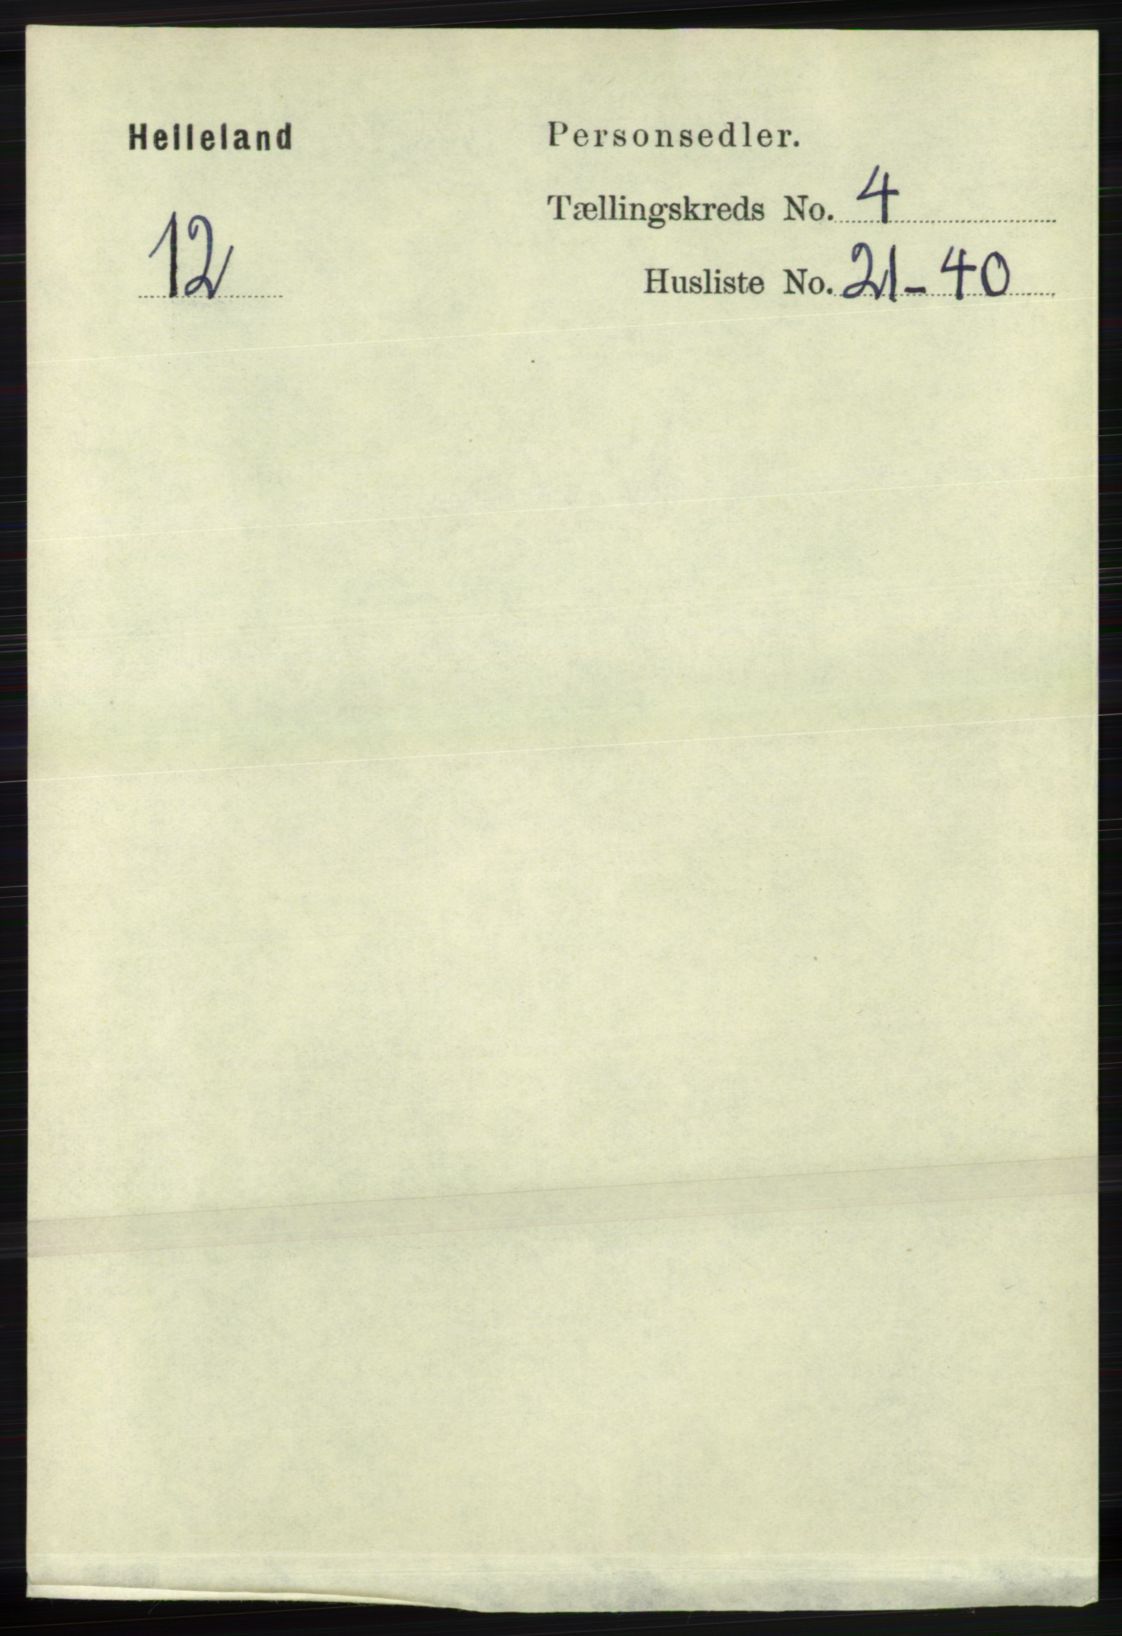 Helleland
Personsedler.
Tællingskreds No. 4
12
Husliste No. 21-40